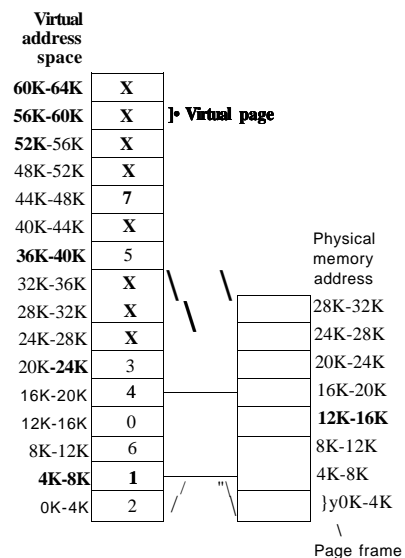 Virtual
address
space
60K-64K X
56K-60K X ]• Virtual page
52K-56K X
48K-52K X
44K-48K 7
40K-44K X
36K-40K 5
32K-36K X
28K-32K X
24K-28K X
20K-24K 3
16K-20K 4
12K-16K 0
8K-12K 6
4K-8K 1
0K-4K 2
Physical
memory
address
28K-32K
24K-28K
20K-24K
16K-20K
12K-16K
8K-12K
4K-8K
}y0K-4K
\
Page frame